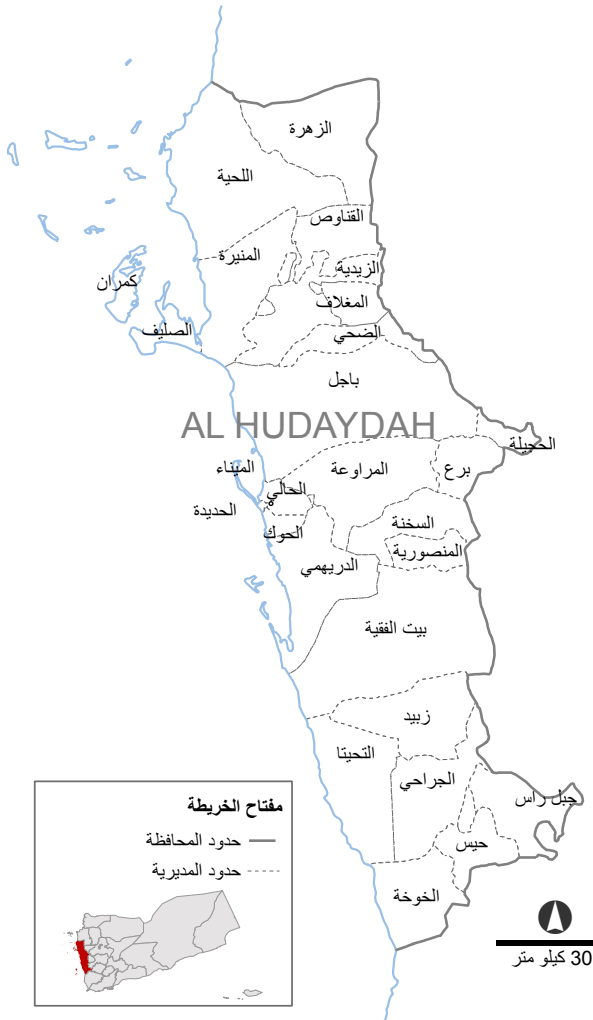 الزهرة
اللحية
القناوص
المنيرة
الزيدية
كمران
المغلاف
الصليف
الضحي
باجل
AL HUDAYDAH
الحجيلة
الميناء
المراوعة
برع
الحالي
الحديدة
السخنة
الحوك
المنصورية
الدريهمي
بيت الفقية
زبيد
التحيتا
الجراحي
جبل راس
حيس
الخوخة
مفتاح الخريطة
حدود المحافظة
حدود المديرية
30 كيلو متر